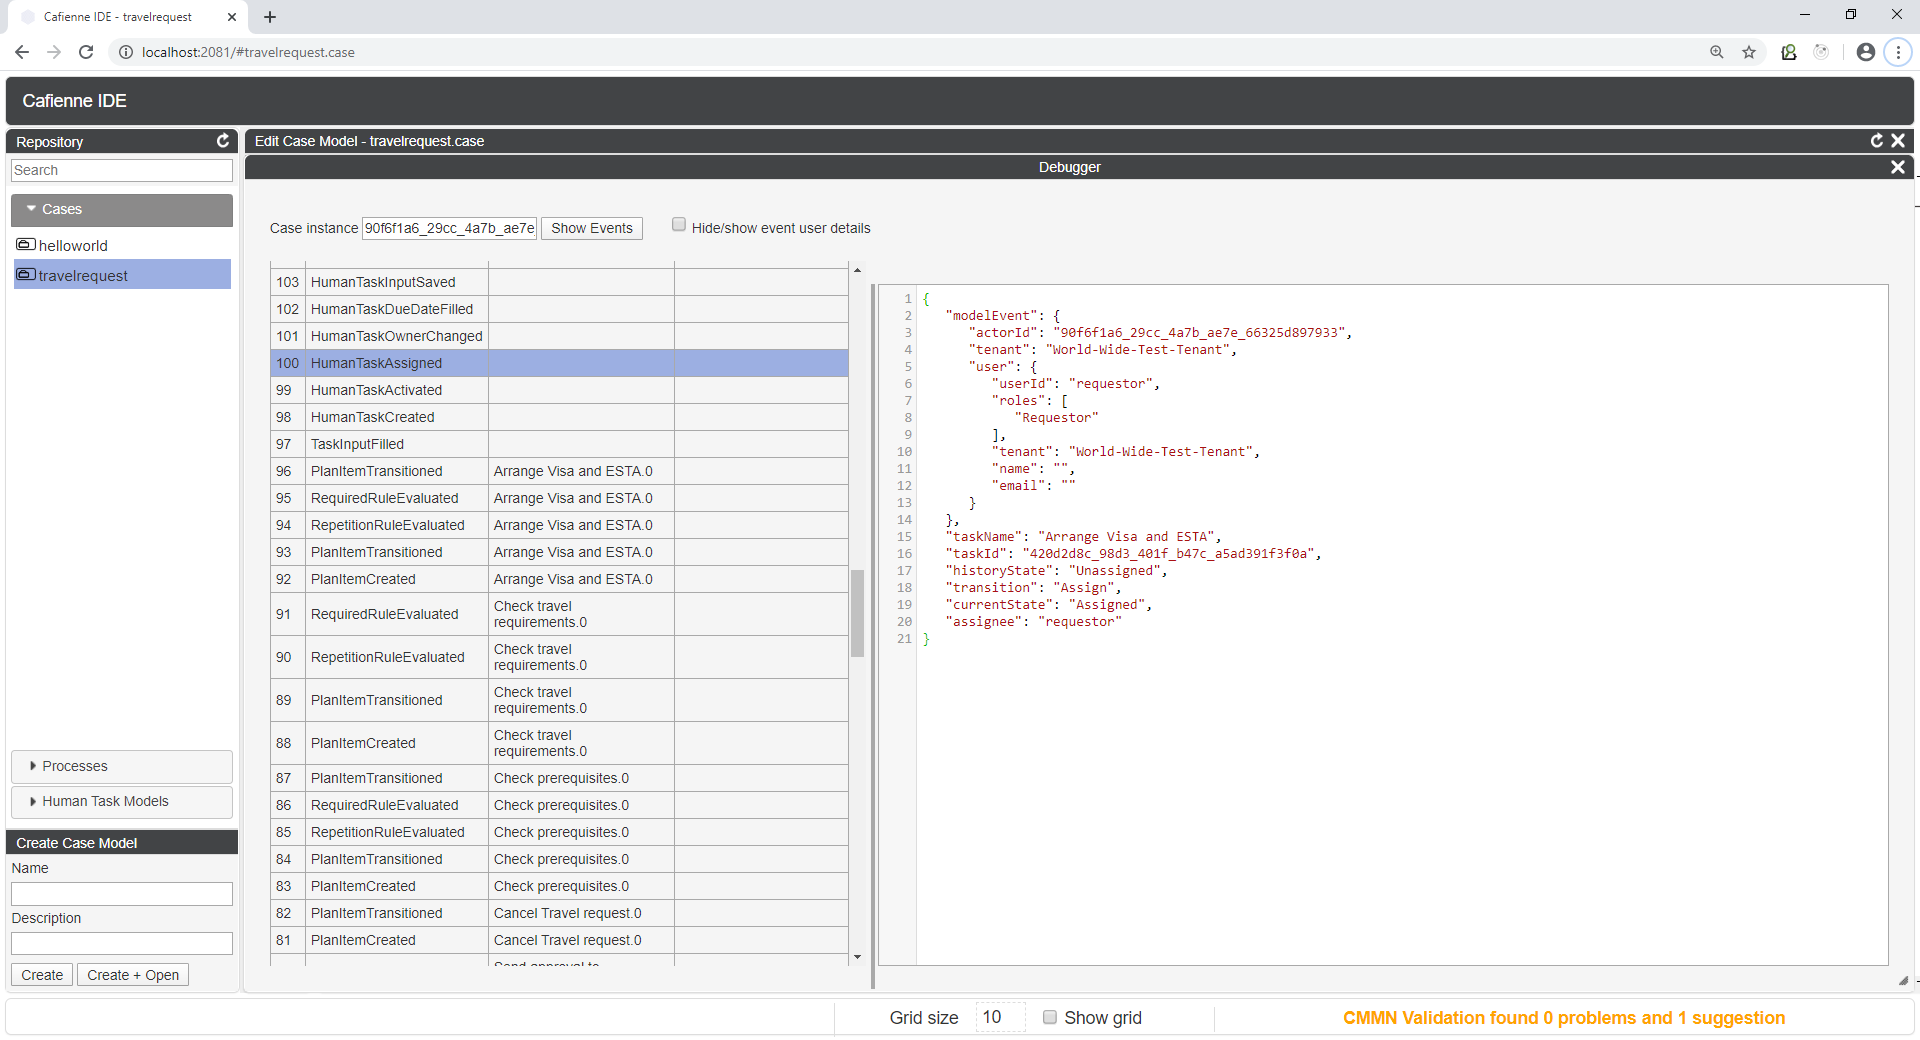 Cafienne IDE - travelrequest
localhost:2081/#travelrequest.case
Cafienne IDE
Repository
Search
Cases
helloworld
travelrequest
Processes
Human Task Models
Create Case Model
Name
Description
Create
Create + Open
Edit Case Model - travelrequest.case
Debugger
Case instance 90f6f1a6_29cc_4a7b_ae7e Show Events Hide/show event user details
103 HumanTaskInputSaved
102 HumanTaskDueDateFilled
101 HumanTaskOwnerChanged
100 HumanTaskAssigned
99 HumanTaskActivated
98 HumanTaskCreated
97 TaskInputFilled
96 PlanItemTransitioned Arrange Visa and ESTA.0
95 RequiredRuleEvaluated Arrange Visa and ESTA.0
94 RepetitionRuleEvaluated Arrange Visa and ESTA.0
93 PlanItemTransitioned Arrange Visa and ESTA.0
92 PlanItemCreated Arrange Visa and ESTA.0
91 RequiredRuleEvaluated Check travel
requirements.0
90 RepetitionRuleEvaluated Check travel
requirements.0
89 PlanItemTransitioned Check travel
requirements.0
88 PlanItemCreated Check travel
requirements.0
87 PlanItemTransitioned Check prerequisites.0
86 RequiredRuleEvaluated Check prerequisites.0
85 RepetitionRuleEvaluated Check prerequisites.0
84 PlanItemTransitioned Check prerequisites.0
83 PlanItemCreated Check prerequisites.0
82 PlanItemTransitioned Cancel Travel request.0
81 PlanItemCreated Cancel Travel request.0
1 {
2 "modelEvent": {
3 "actorId": "90f6f1a6_29cc_4a7b_ae7e_66325d897933",
4 "tenant": "World-Wide-Test-Tenant",
5 "user": {
6 "userId": "requestor",
7 "roles": [
8 "Requestor"
9 ],
10 "tenant": "World-Wide-Test-Tenant",
11 "name": "",
12 "email": ""
13 }
14 },
15 "taskName": "Arrange Visa and ESTA",
16 "taskId": "420d2d8c_98d3_401f_b47c_a5ad391f3f0a",
17 "historyState": "Unassigned",
18 "transition": "Assign",
19 "currentState": "Assigned",
20 "assignee": "requestor"
21 }
Grid size 10 Show grid
CMMN Validation found 0 problems and 1 suggestion